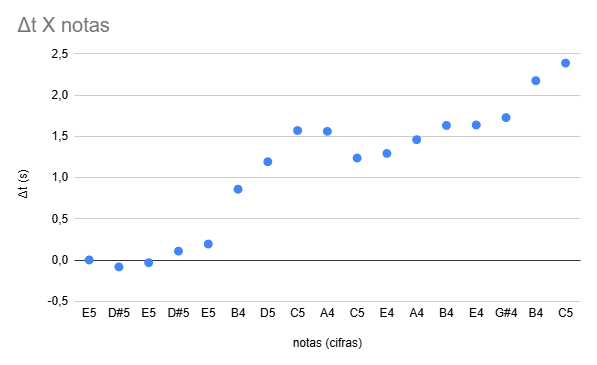 Δt X notas
2,5
2,0
1,5
1,0
0,5
0,0
-0,5
Δt (s)
E5 D#5 E5 D#5 E5 B4 D5 C5 A4 C5 E4 A4 B4 E4 G#4 B4 C5
notas (cifras)